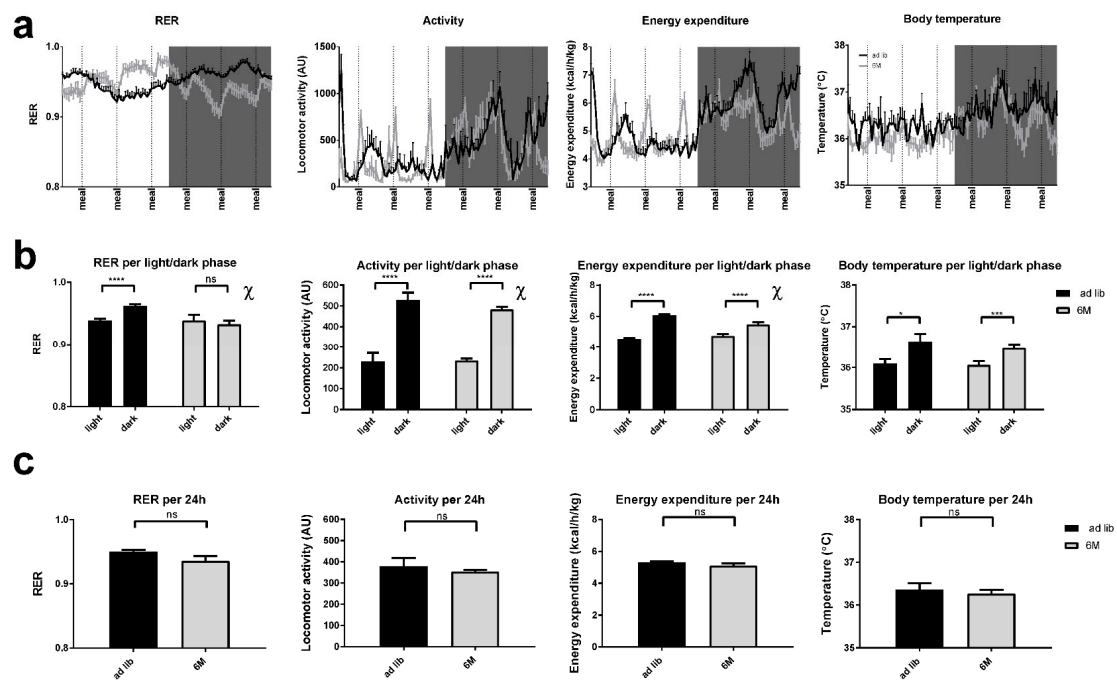 a
RER
RER
1.0
0.9
0.8
meal
meal
meal
meal
meal
meal
Activity
Locomotor activity (AU)
1500
1000
500
0
meal
meal
meal
meal
meal
meal
Energy expenditure
Energy expenditure (kcal/h/kg)
8
7
6
5
4
3
meal
meal
meal
meal
meal
meal
Body temperature
Temperature (°C)
38
37
36
35
ad lib
6M
meal
meal
meal
meal
meal
meal
b
RER per light/dark phase
RER
1.0
0.9
0.8
****
ns
χ
light
dark
light
dark
Activity per light/dark phase
Locomotor activity (AU)
600
500
400
300
200
100
0
****
****
χ
light
dark
light
dark
Energy expenditure per light/dark phase
Energy expenditure (kcal/h/kg)
8
6
4
2
0
****
****
χ
light
dark
light
dark
Body temperature per light/dark phase
Temperature (°C)
38
37
36
35
*
***
light
dark
light
dark
ad lib
6M
c
RER per 24h
RER
1.0
0.9
0.8
ns
ad lib
6M
Activity per 24h
Locomotor activity (AU)
600
500
400
300
200
100
0
ns
ad lib
6M
Energy expenditure per 24h
Energy expenditure (kcal/h/kg)
8
6
4
2
0
ns
ad lib
6M
Body temperature per 24h
Temperature (°C)
38
37
36
35
ns
ad lib
6M
ad lib
6M